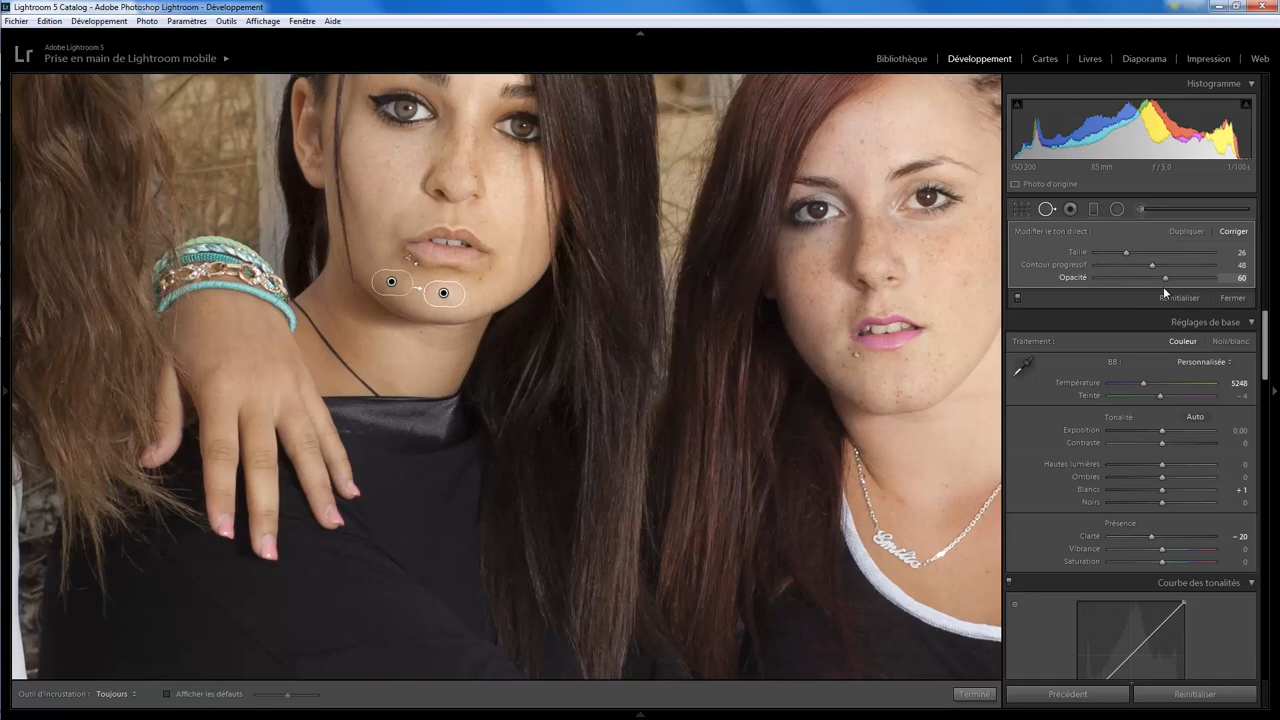 Lightroom 5 Catalog - Adobe Photoshop Lightroom - Développement
Fichier Edition Développement Photo Paramètres Outils Affichage Fenêtre Aide
Lr
Adobe Lightroom 5
Prise en main de Lightroom mobile
Bibliothèque | Développement | Cartes | Livres | Diaporama | Impression | Web
Histogramme
ISO 200 85 mm ƒ / 5,0 1/100 s
Photo d'origine
Modifier le ton direct : Dupliquer Corriger
Taille 26
Contour progressif 48
Opacité 60
Réinitialiser Fermer
Réglages de base
Traitement : Couleur Noir/blanc
BB : Personnalisée
Température 5248
Teinte – 4
Tonalité Auto
Exposition 0,00
Contraste 0
Hautes lumières 0
Ombres 0
Blancs + 1
Noirs 0
Présence
Clarté – 20
Vibrance 0
Saturation 0
Courbe des tonalités
Emilie
Outil d'incrustation : Toujours Afficher les défauts Terminé
Précédent Réinitialiser